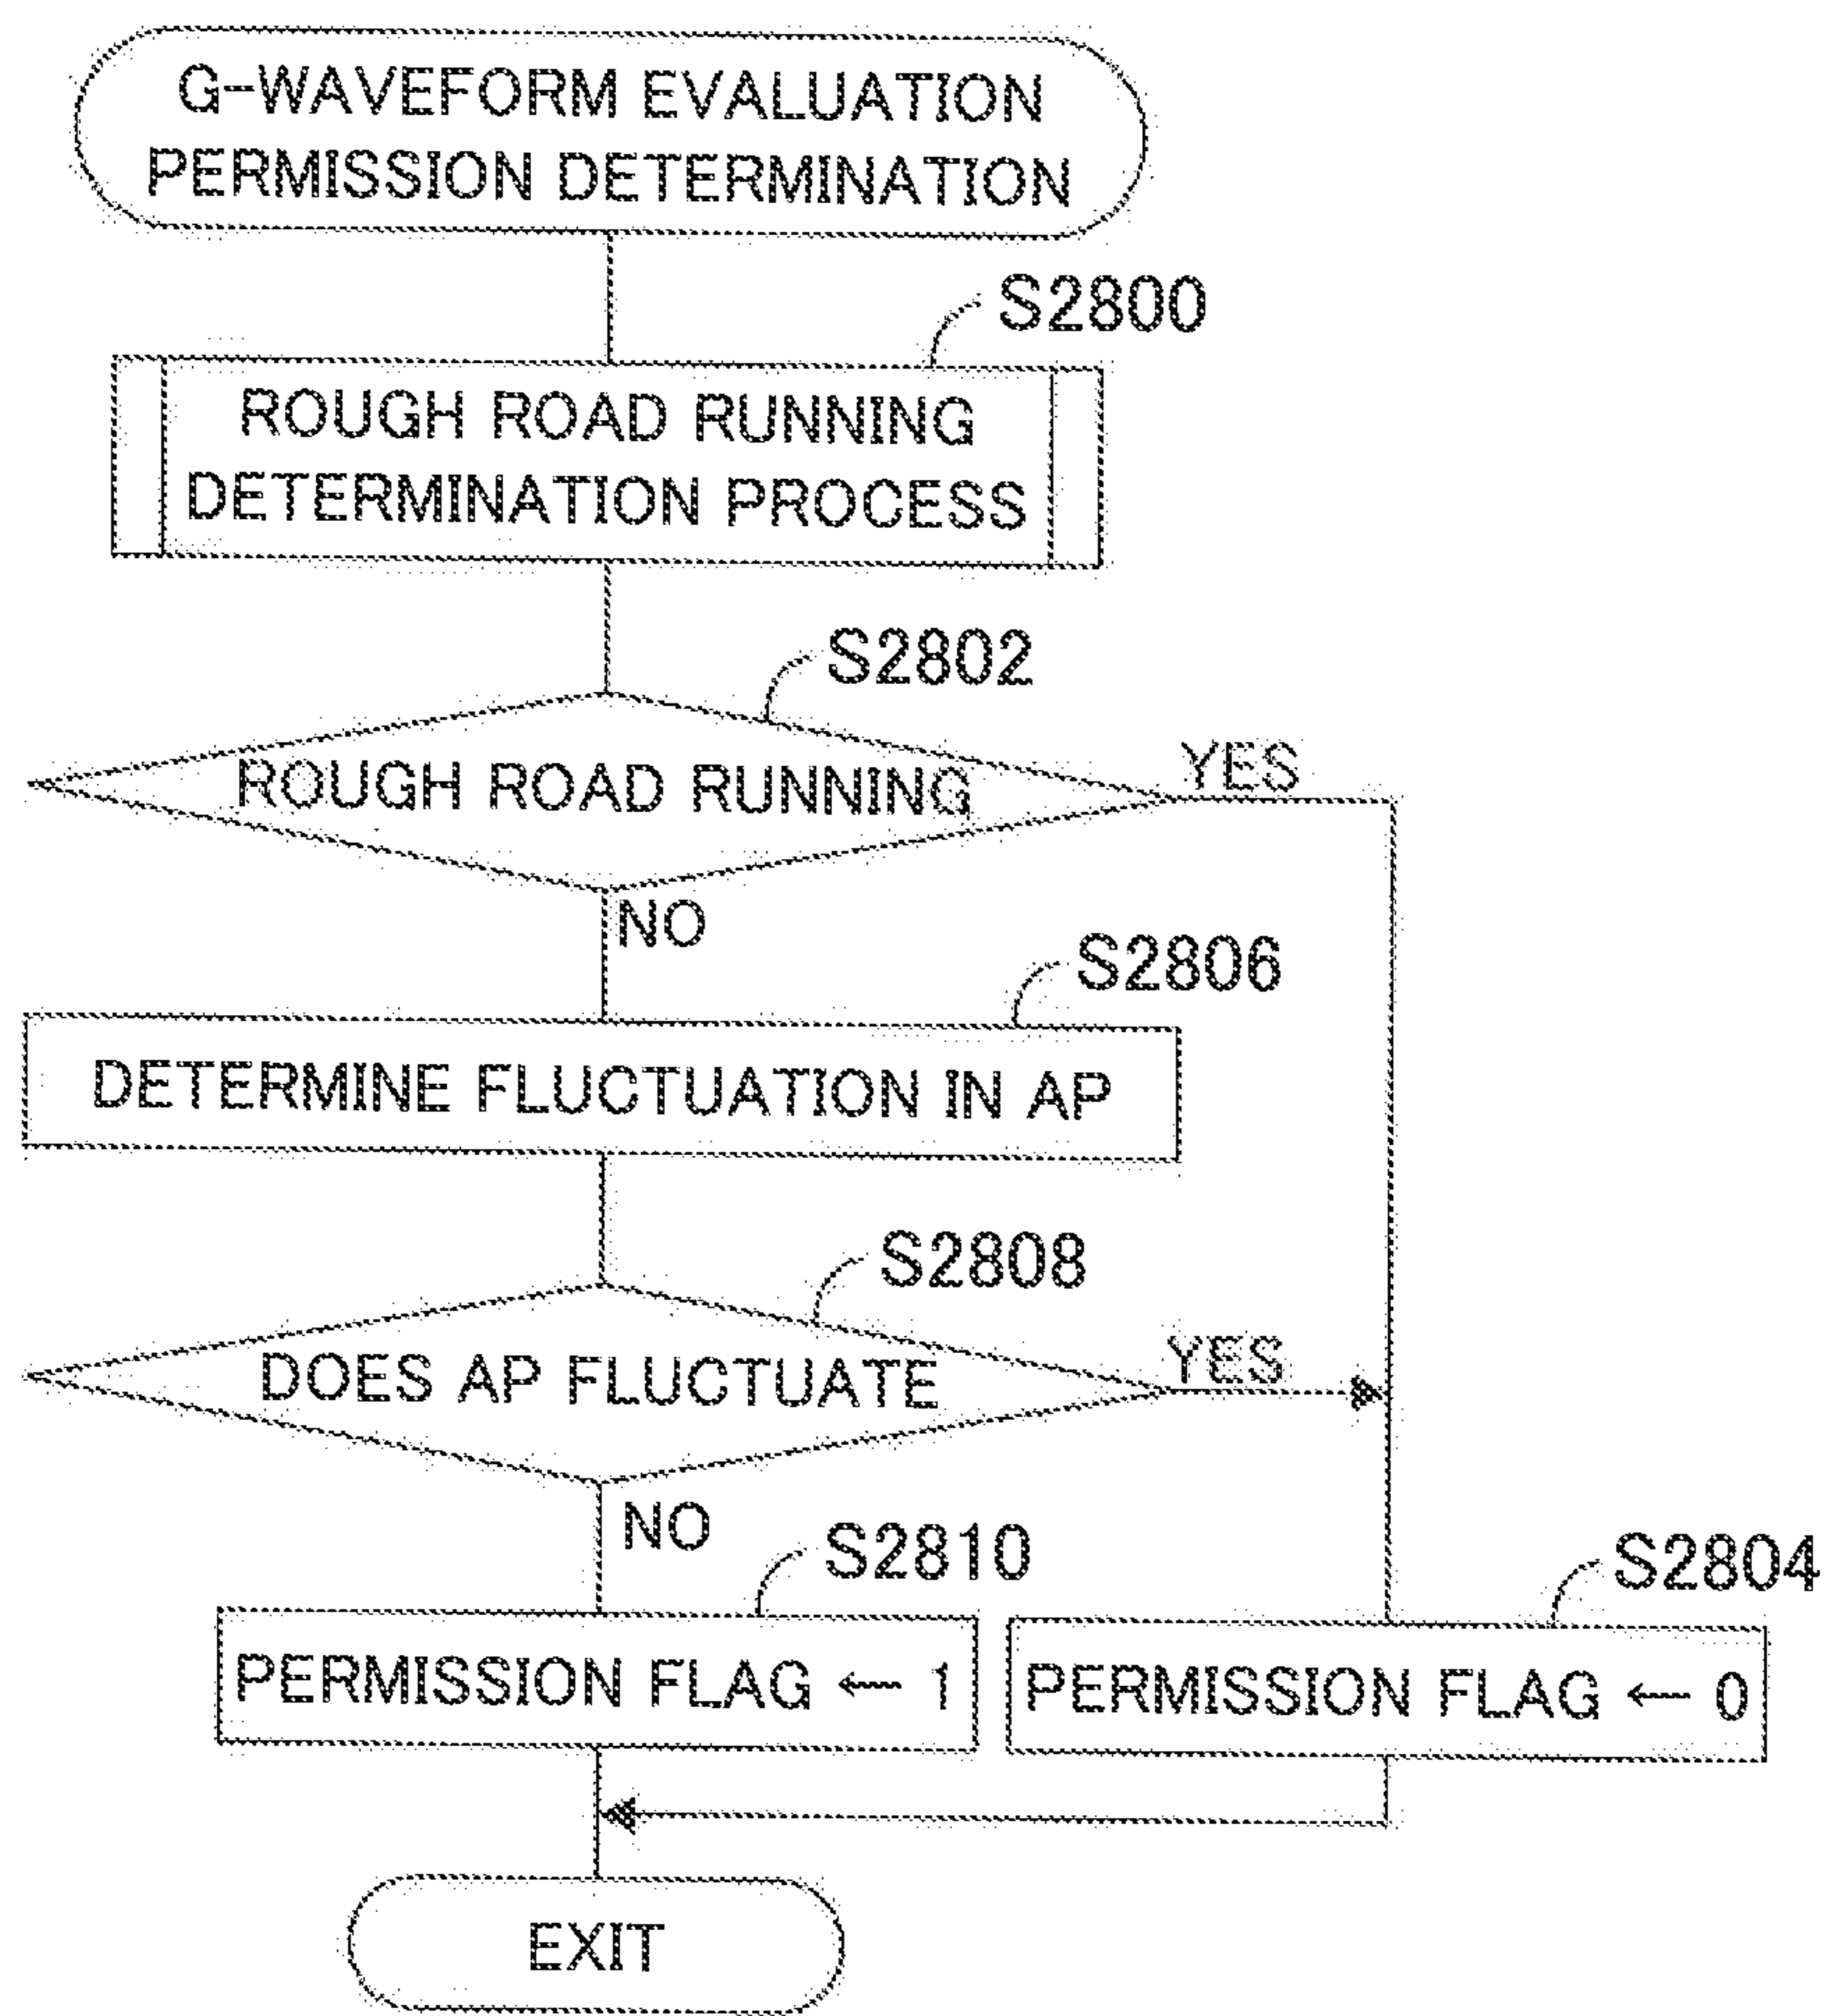 G-WAVEFORM EVALUATION
PERMISSION DETERMINATION
S2800
ROUGH ROAD RUNNING
DETERMINATION PROCESS
S2802
ROUGH ROAD RUNNING
YES
NO
S2806
DETERMINE FLUCTUATION IN AP
S2808
DOES AP FLUCTUATE
YES
NO
S2810
S2804
PERMISSION FLAG ← 1
PERMISSION FLAG ← 0
EXIT